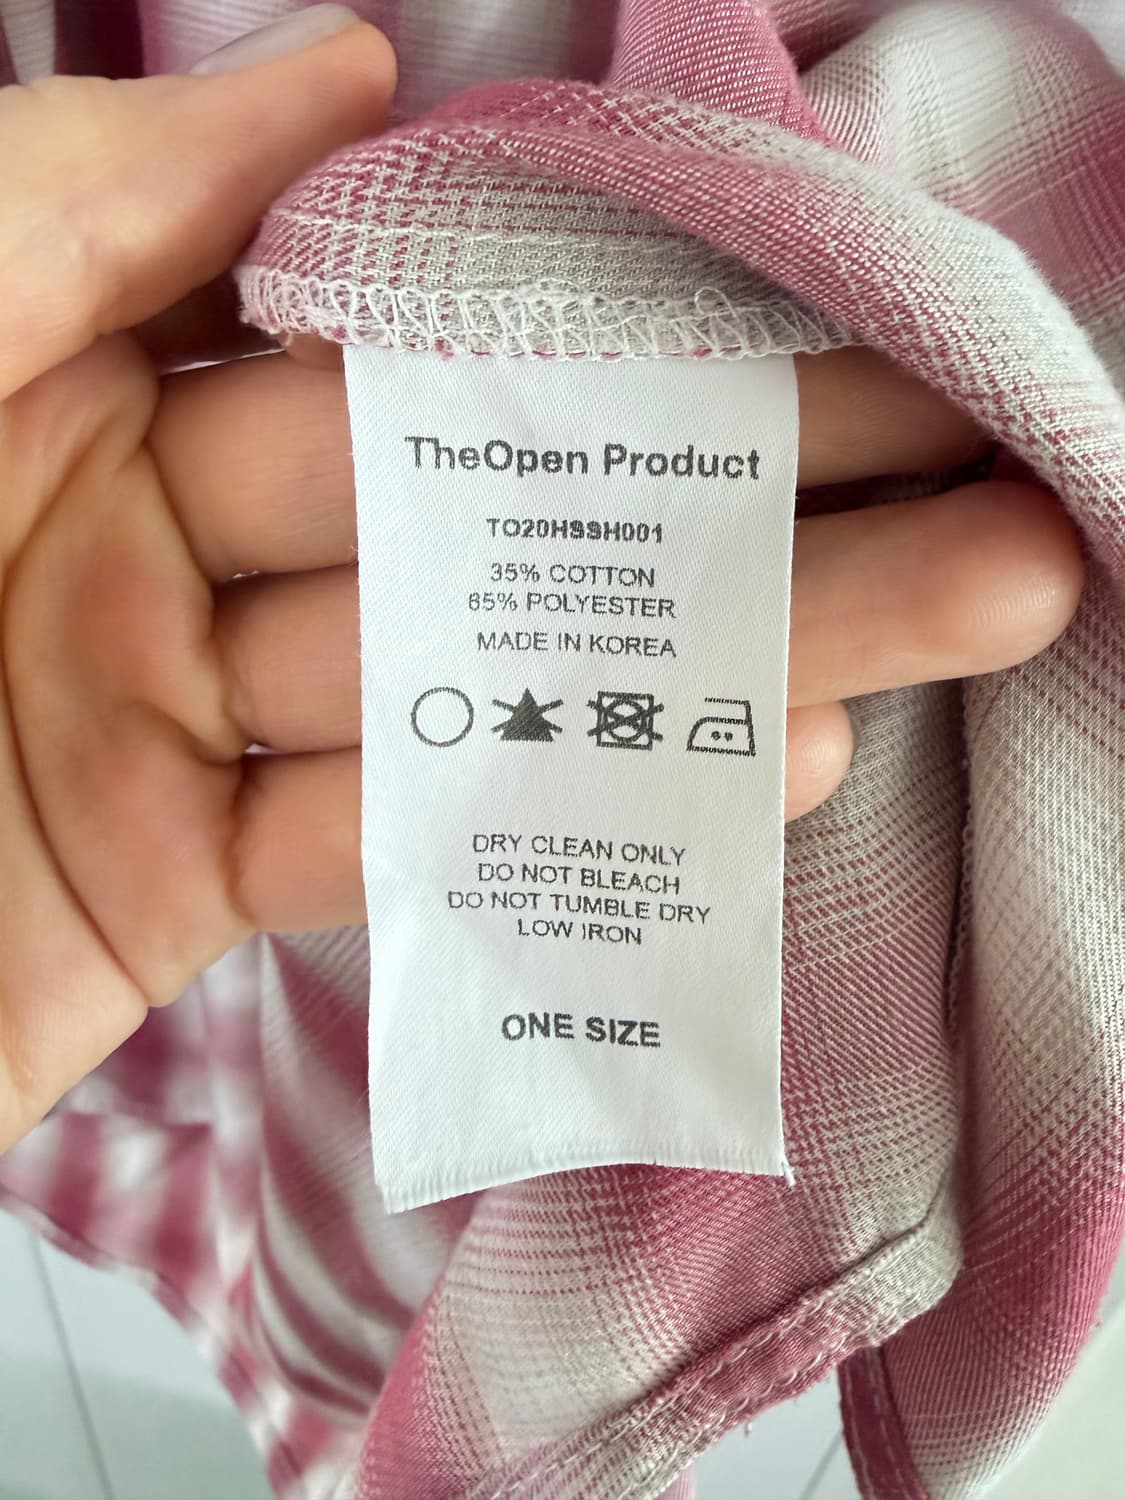 TheOpen Product
TO20HSSH001
35% COTTON
65% POLYESTER
MADE IN KOREA
DRY CLEAN ONLY
DO NOT BLEACH
DO NOT TUMBLE DRY
LOW IRON
ONE SIZE